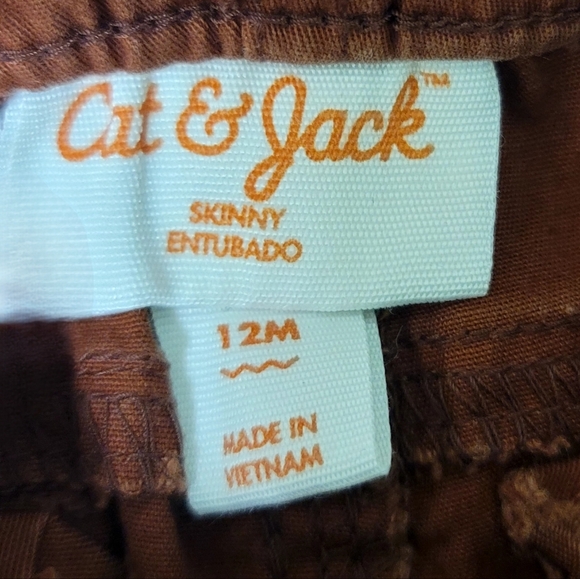 Cat & Jack™
SKINNY
ENTUBADO
12M
MADE IN
VIETNAM